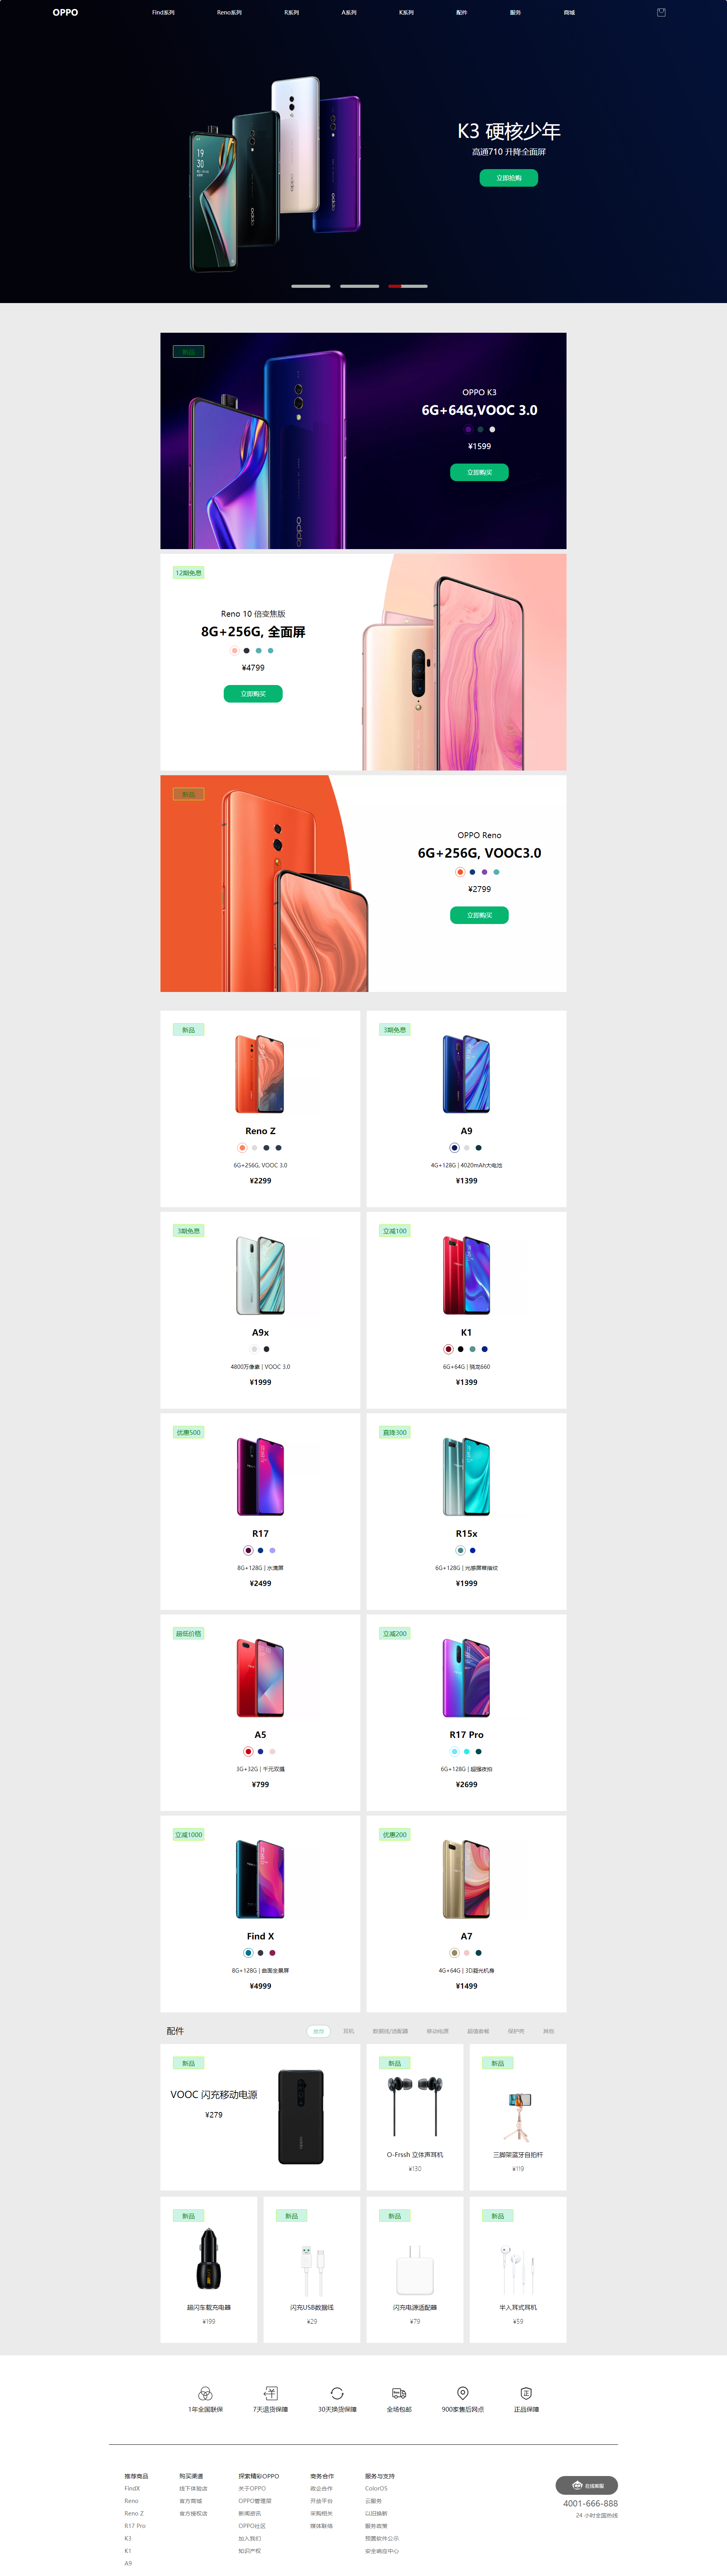 OPPO Find系列 Reno系列 R系列 A系列 K系列 配件 服务 商城
K3 硬核少年
高通710 升降全面屏
立即抢购
新品
OPPO K3
6G+64G,VOOC 3.0
¥1599
立即购买
12期免息
Reno 10 倍变焦版
8G+256G, 全面屏
¥4799
立即购买
新品
OPPO Reno
6G+256G, VOOC3.0
¥2799
立即购买
新品
Reno Z
6G+256G, VOOC 3.0
¥2299
3期免息
A9
4G+128G | 4020mAh大电池
¥1399
3期免息
A9x
4800万像素 | VOOC 3.0
¥1999
立减100
K1
6G+64G | 骁龙660
¥1399
优惠500
R17
8G+128G | 水滴屏
¥2499
直降300
R15x
6G+128G | 光感屏幕指纹
¥1999
超低价格
A5
3G+32G | 千元双摄
¥799
立减200
R17 Pro
6G+128G | 超强夜拍
¥2699
立减1000
Find X
8G+128G | 曲面全景屏
¥4999
优惠200
A7
4G+64G | 3D超光机身
¥1499
配件 耳机 数据线/适配器 移动电源 超值套餐 保护壳 其他
新品
VOOC 闪充移动电源
¥279
新品
O-Frssh 立体声耳机
¥130
新品
三脚架蓝牙自拍杆
¥119
新品
超闪车载充电器
¥199
新品
闪充USB数据线
¥29
新品
闪充电源适配器
¥79
新品
半入耳式耳机
¥59
1年全国联保 7天退货保障 30天换货保障 全场包邮 900家售后网点 正品保障
推荐商品
FindX
Reno
Reno Z
R17 Pro
K3
K1
A9
购买渠道
线下体验店
官方商城
官方授权店
探索精彩OPPO
关于OPPO
OPPO管理层
新闻资讯
OPPO社区
加入我们
知识产权
商务合作
政企合作
开放平台
采购相关
媒体联络
服务与支持
ColorOS
云服务
以旧换新
服务政策
预置软件公示
安全响应中心
在线客服
4001-666-888
24 小时全国热线